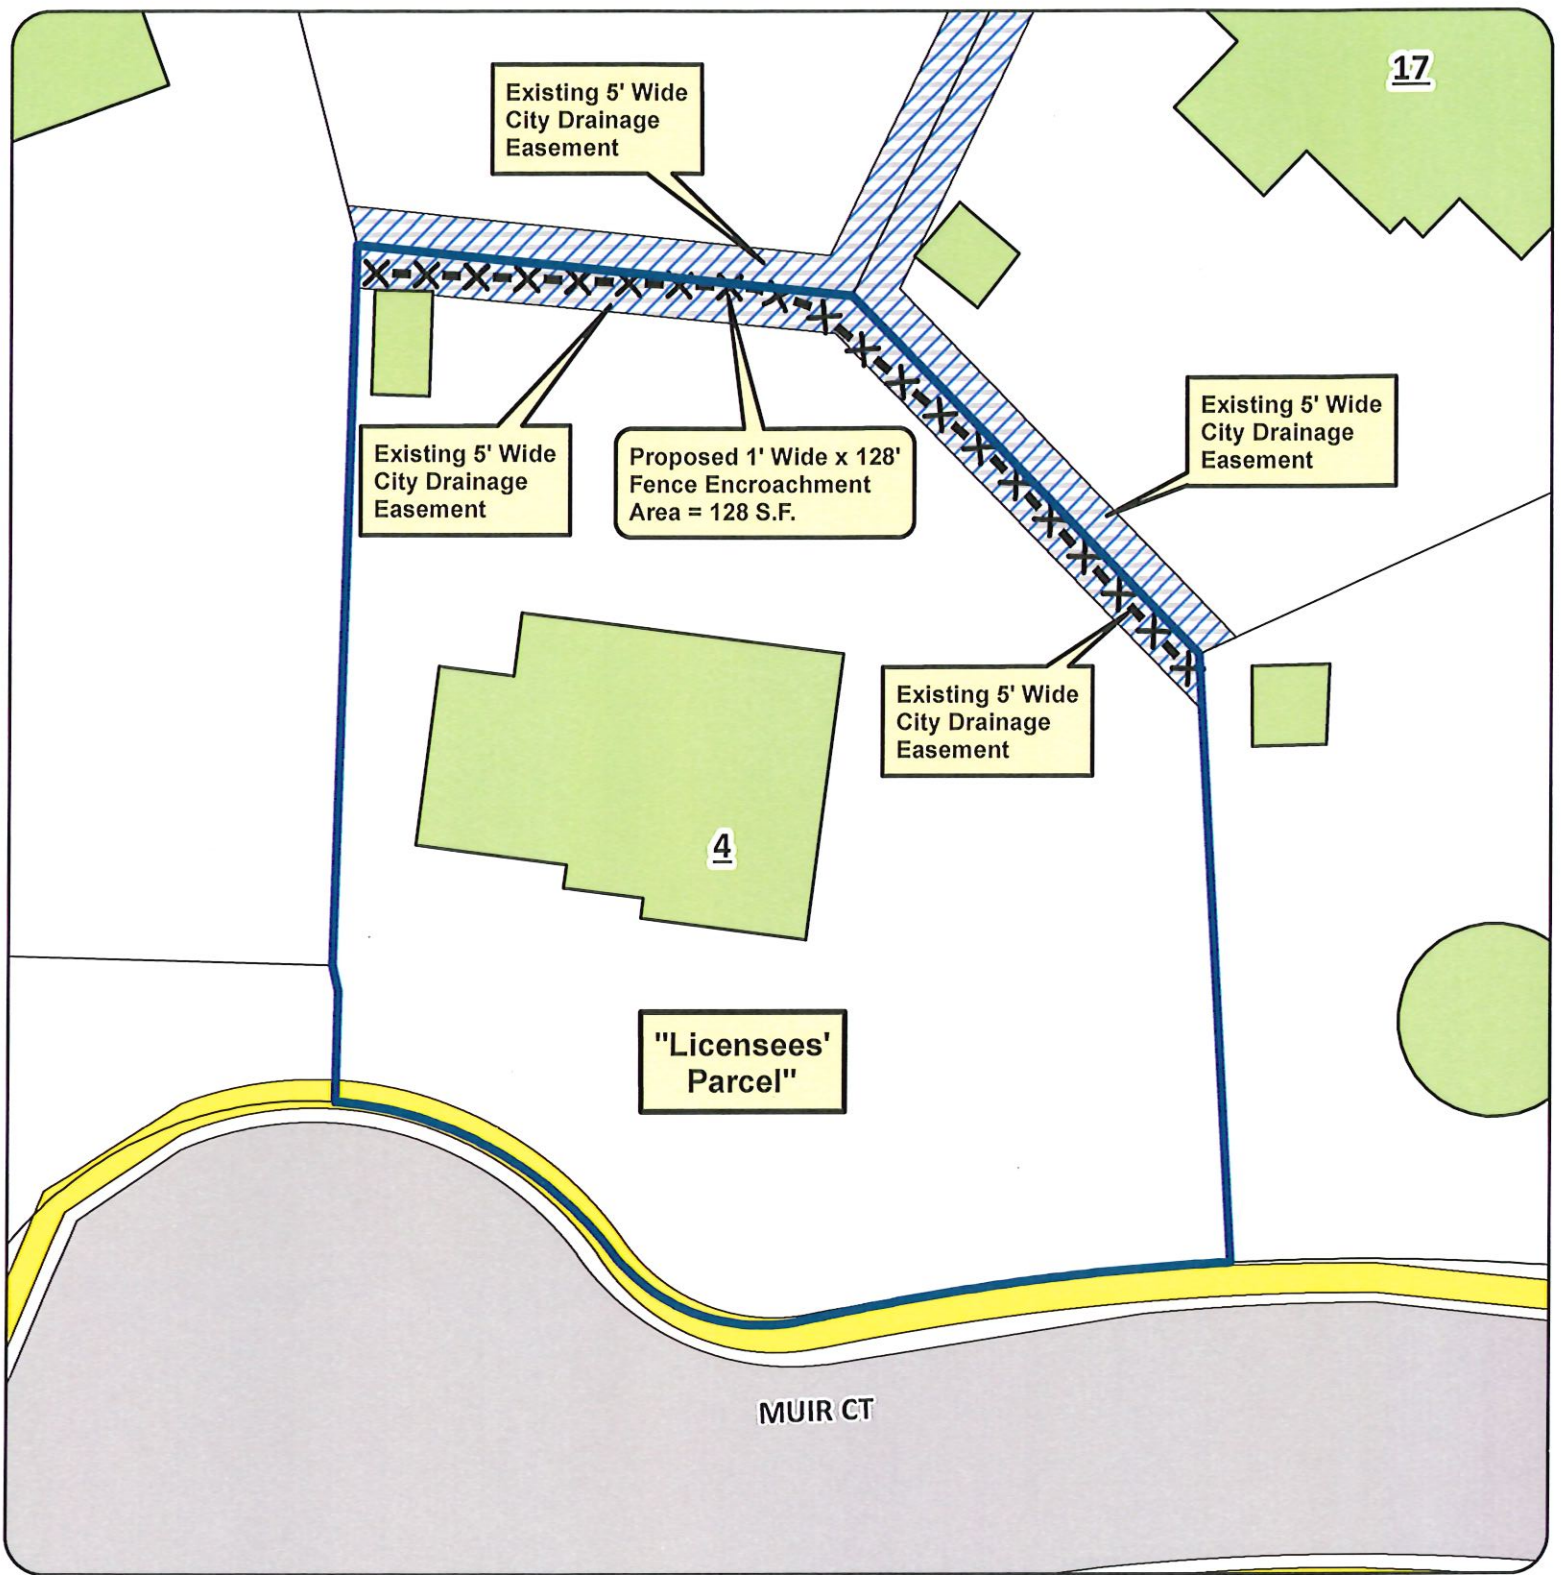 17
Existing 5' Wide
City Drainage
Easement
Existing 5' Wide
City Drainage
Easement
Existing 5' Wide
City Drainage
Easement
Proposed 1' Wide x 128'
Fence Encroachment
Area = 128 S.F.
Existing 5' Wide
City Drainage
Easement
4
"Licensees'
Parcel"
MUIR CT